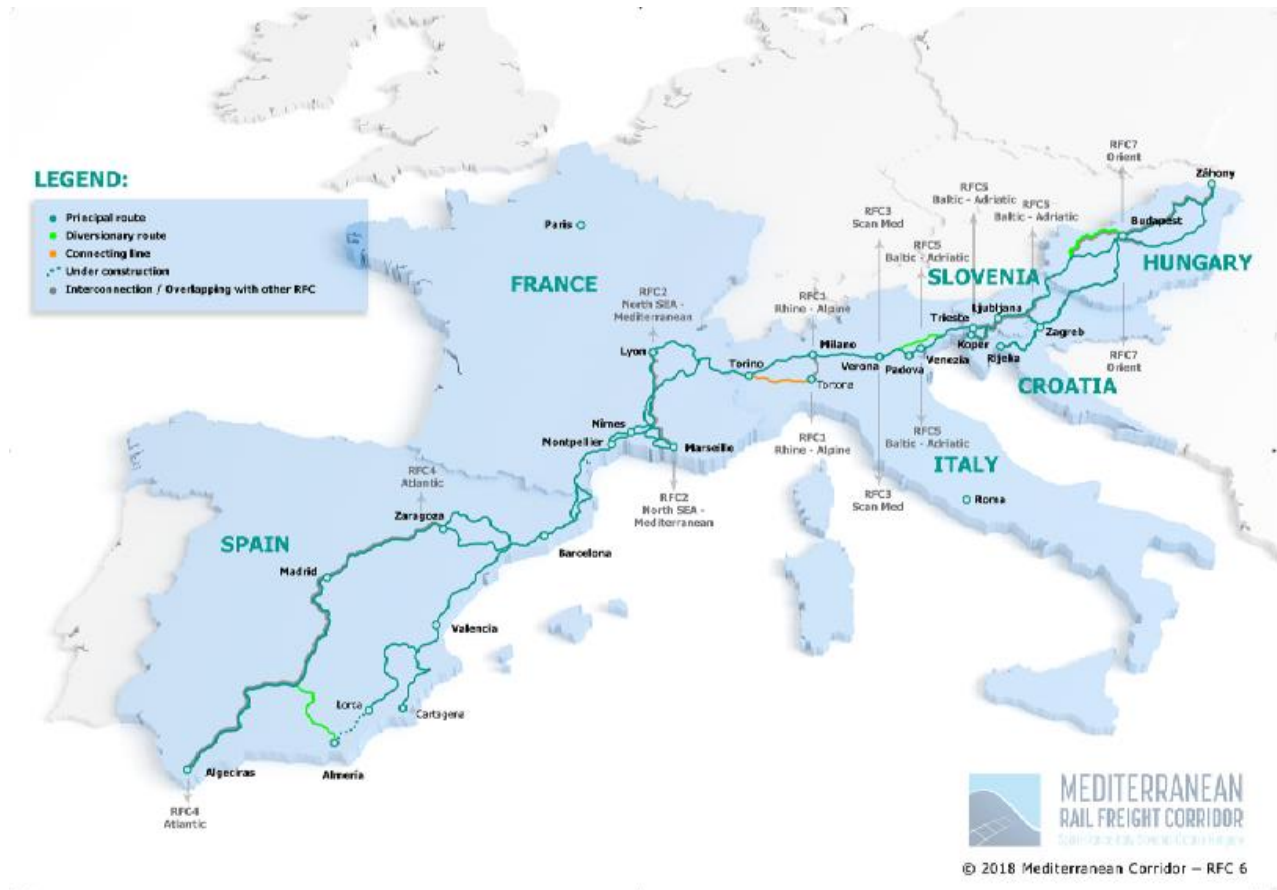 LEGEND:
Principal route
Diversionary route
Connecting line
Under construction
Interconnection / Overlapping with other RFC
Paris
FRANCE
RFC2
North SEA -
Mediterranean
Lyon
Torino
RFC1
Rhine - Alpine
Milano
Tortona
RFC1
Rhine - Alpine
RFC3
Scan Med
Verona
RFC3
Scan Med
RFC5
Baltic - Adriatic
Padova
Venezia
RFC5
Baltic - Adriatic
RFC5
Baltic - Adriatic
RFC5
Baltic - Adriatic
SLOVENIA
Trieste
Ljubljana
Koper
Rijeka
Zagreb
CROATIA
RFC7
Orient
Záhony
Budapest
HUNGARY
RFC7
Orient
ITALY
Roma
Nîmes
Montpellier
Marseille
RFC2
North SEA -
Mediterranean
RFC4
Atlantic
Zaragoza
SPAIN
Madrid
Barcelona
Valencia
Lorca
Cartagena
Almería
Algeciras
RFC4
Atlantic
MEDITERRANEAN
RAIL FREIGHT CORRIDOR
© 2018 Mediterranean Corridor – RFC 6